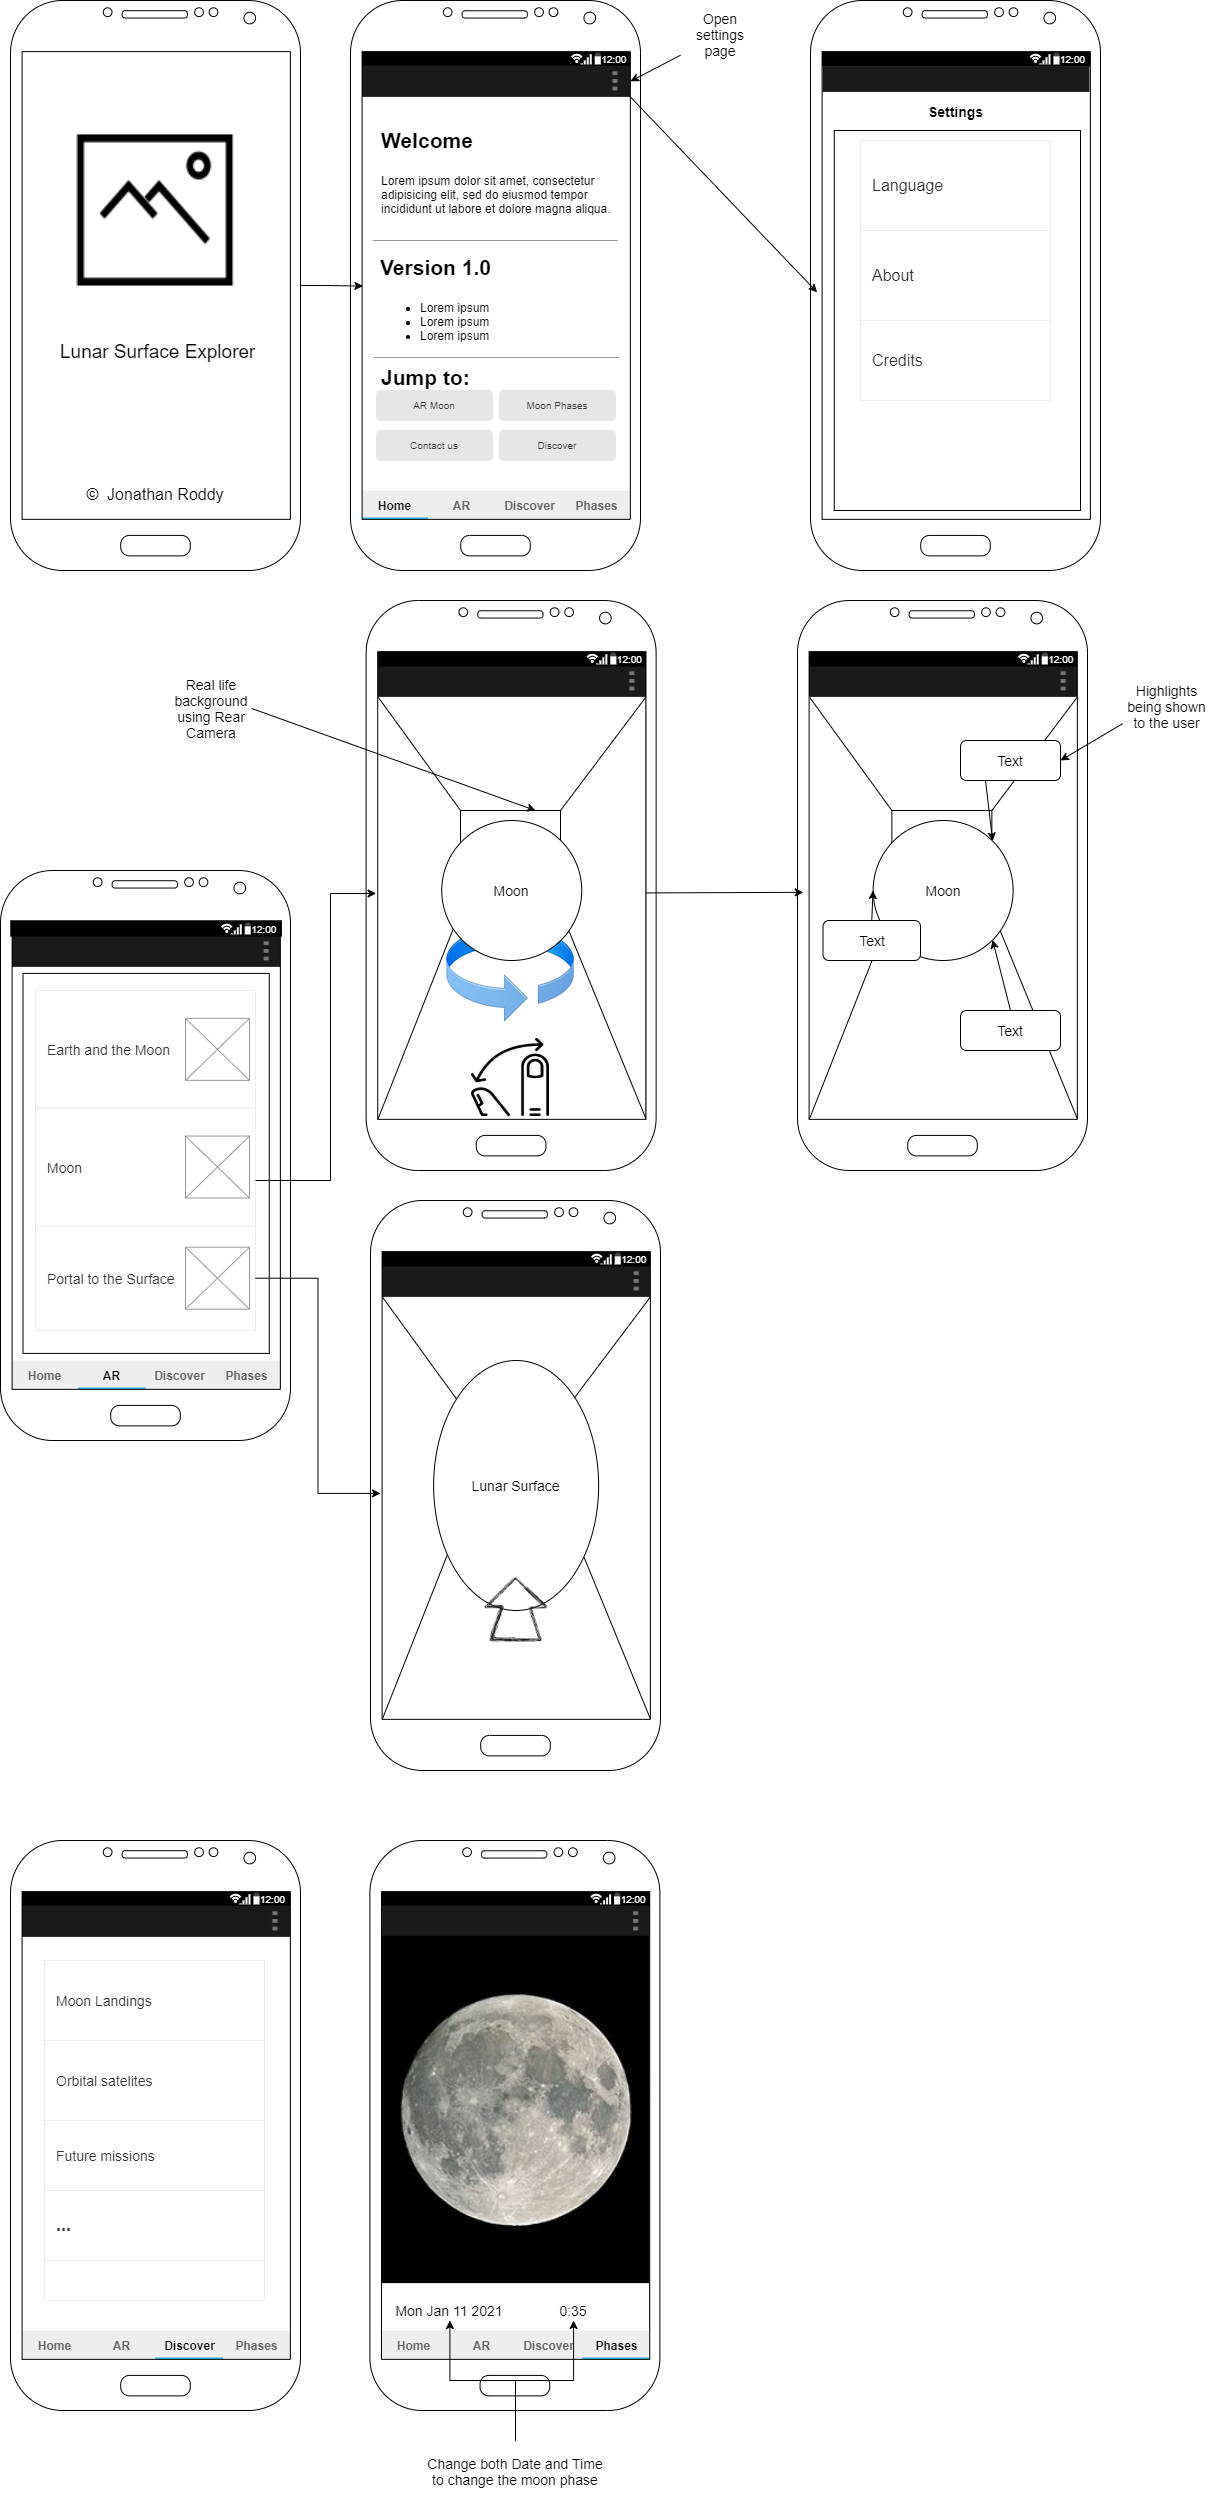 Lunar Surface Explorer
© Jonathan Roddy
12:00
Welcome
Lorem ipsum dolor sit amet, consectetur
adipisicing elit, sed do eiusmod tempor
incididunt ut labore et dolore magna aliqua.
Version 1.0
• Lorem ipsum
• Lorem ipsum
• Lorem ipsum
Jump to:
AR Moon Moon Phases
Contact us Discover
Home AR Discover Phases
Open
settings
page
12:00
Settings
Language
About
Credits
Real life
background
using Rear
Camera
12:00
Moon
12:00
Highlights
being shown
to the user
Text
Moon
Text
Text
12:00
Earth and the Moon
Moon
Portal to the Surface
Home AR Discover Phases
12:00
Lunar Surface
12:00
Moon Landings
Orbital satelites
Future missions
...
Home AR Discover Phases
12:00
Mon Jan 11 2021 0:35
Home AR Discover Phases
Change both Date and Time
to change the moon phase